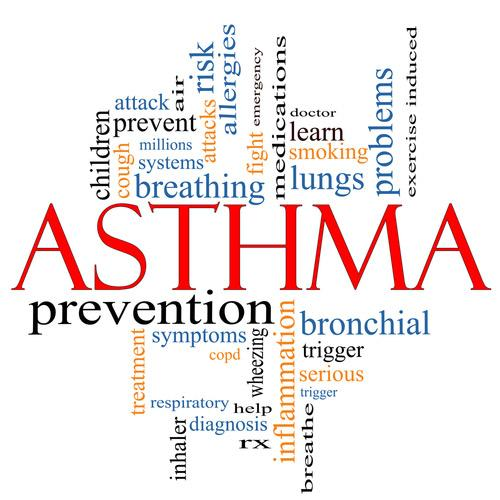 risk
allergies
air
emergency
medications
exercise induced
problems
attack
attacks
doctor
children
prevent
learn
cough
millions
fight
smoking
systems
breathing
lungs
ASTHMA
prevention
inflammation
bronchial
treatment
symptoms
wheezing
trigger
copd
serious
trigger
respiratory
help
breathe
inhaler
diagnosis
rx